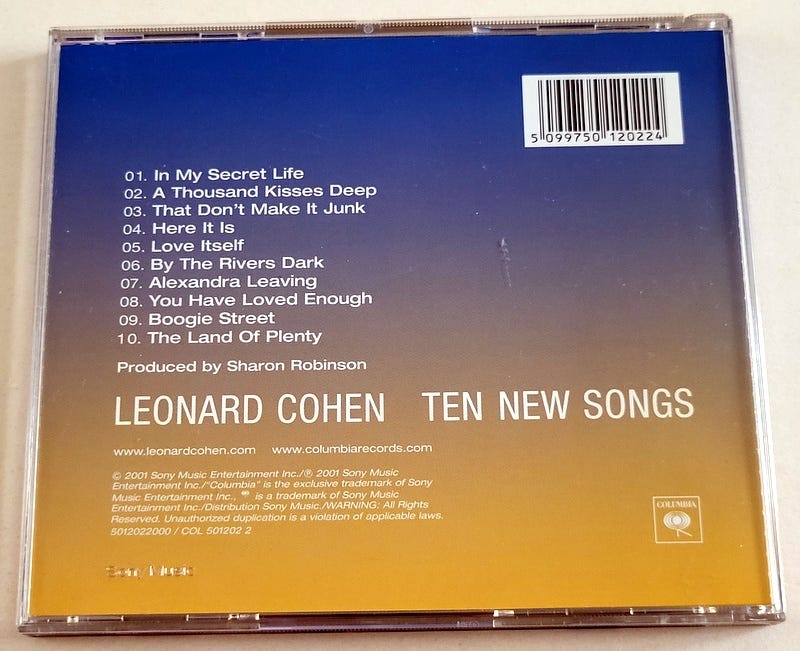 5 099750 120224
01. In My Secret Life
02. A Thousand Kisses Deep
03. That Don't Make It Junk
04. Here It Is
05. Love Itself
06. By The Rivers Dark
07. Alexandra Leaving
08. You Have Loved Enough
09. Boogie Street
10. The Land Of Plenty
Produced by Sharon Robinson
LEONARD COHEN TEN NEW SONGS
www.leonardcohen.com www.columbiarecords.com
© 2001 Sony Music Entertainment Inc./℗ 2001 Sony Music
Entertainment Inc./"Columbia" is the exclusive trademark of Sony
Music Entertainment Inc., is a trademark of Sony Music
Entertainment Inc./Distribution Sony Music./WARNING: All Rights
Reserved. Unauthorized duplication is a violation of applicable laws.
5012022000 / COL 501202 2
COLUMBIA
Sony Music